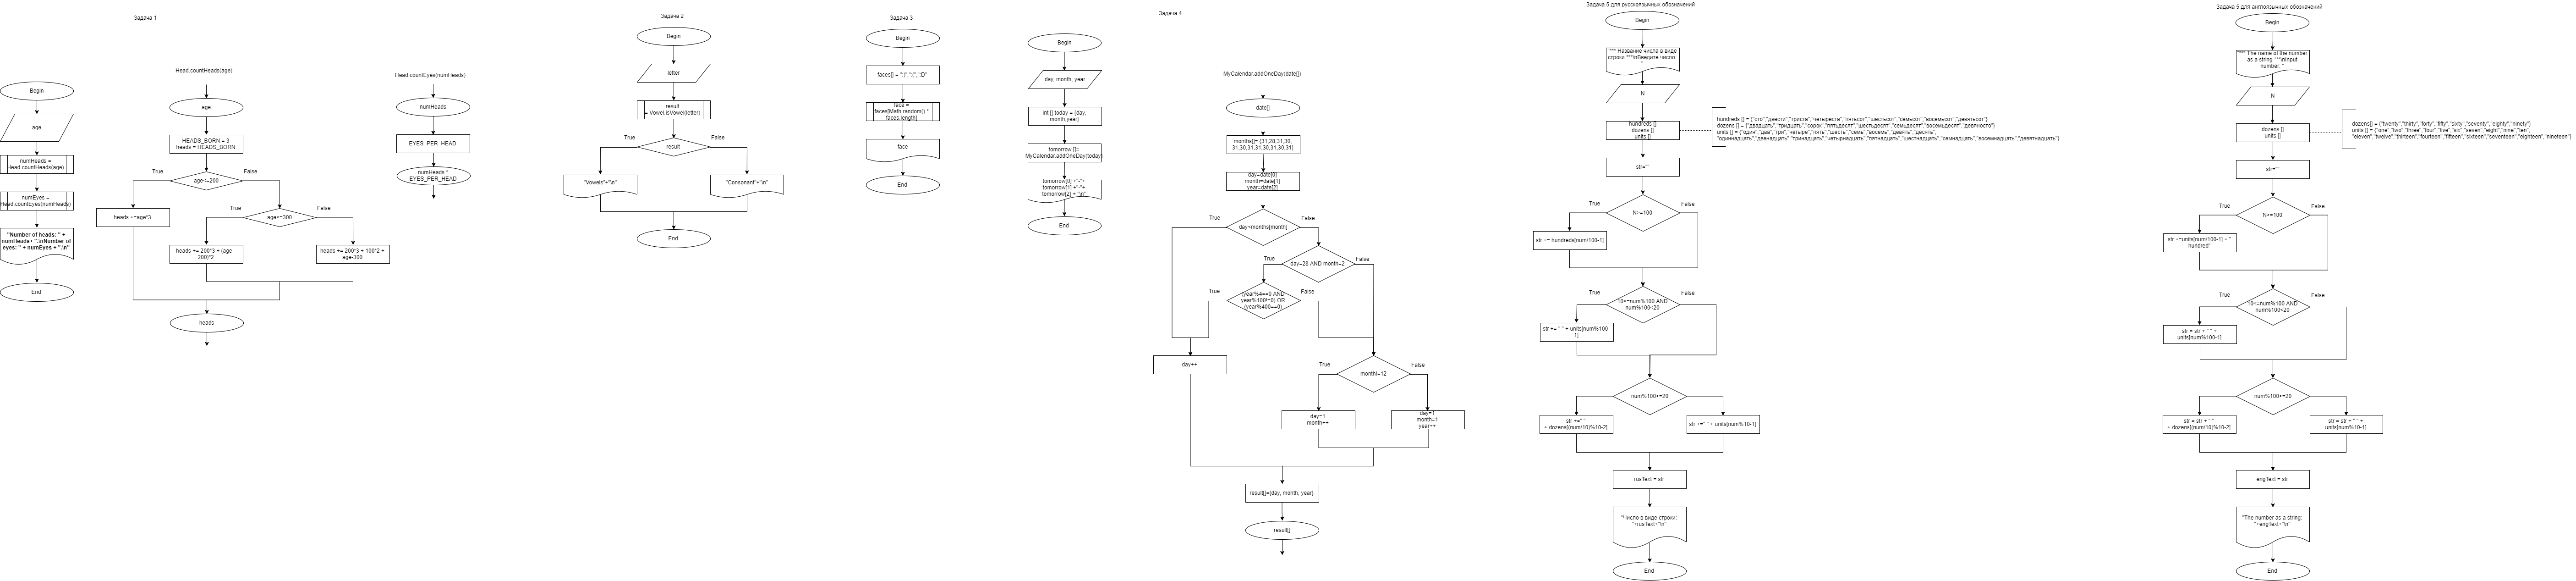 Задача 1
Begin
age
numHeads =
Head.countHeads(age)
numEyes =
Head.countEyes(numHeads)
"Number of heads: " +
numHeads+ ".\nNumber of
eyes: " + numEyes + ".\n"
End
Head.countHeads(age)
age
HEADS_BORN = 3
heads = HEADS_BORN
True
age<=200
False
heads +=age*3
True
age<=300
False
heads += 200*3 + (age -
200)*2
heads += 200*3 + 100*2 +
age-300
heads
Head.countEyes(numHeads)
numHeads
EYES_PER_HEAD
numHeads *
EYES_PER_HEAD
Задача 2
Begin
letter
result
= Vowel.isVowel(letter)
True
False
result
"Vowels"+"\n"
"Consonant"+"\n"
End
Задача 3
Begin
face =
faces[Math.random() *
faces.length]
face
End
Задача 4
Begin
day, month, year
int [] today = {day,
month,year}
tomorrow []=
MyCalendar.addOneDay(today)
tomorrow[0] +"-"+
tomorrow[1] +"-"+
tomorrow[2] + "\n"
End
MyCalendar.addOneDay(date[])
date[]
months[]= {31,28,31,30,
31,30,31,31,30,31,30,31}
day=date[0]
month=date[1]
year=date[2]
True
False
day<months[month]
True
day=28 AND month=2
False
True
(year%4==0 AND
year%100!=0) OR
(year%400==0)
False
day++
True
False
month!=12
day=1
month++
day=1
month=1
year++
result[]={day, month, year}
result[]
Задача 5 для русскоязычных обозначений
Begin
"*** Название числа в виде
строки ***\nВведите число:
"
N
hundreds []
dozens []
units []
hundreds [] = {"сто","двести","триста","четыреста","пятьсот","шестьсот","семьсот","восемьсот","девятьсот"}
dozens [] = {"двадцать","тридцать","сорок","пятьдесят","шестьдесят","семьдесят","восемьдесят","девяносто"}
units [] = {"один","два","три","четыре","пять","шесть","семь","восемь","девять","десять",
"одиннадцать","двенадцать","тринадцать","четырнадцать","пятнадцать","шестнадцать","семнадцать","восемнадцать","девятнадцать"}
str=""
True
False
N>=100
str += hundreds[num/100-1]
True
False
10<=num%100 AND
num%100<20
str += " " + units[num%100-
1]
num%100>=20
str +=" "
+ dozens[(num/10)%10-2]
str +=" " + units[num%10-1]
rusText = str
"Число в виде строки:
"+rusText+"\n"
End
Задача 5 для англоязычных обозначений
Begin
"*** The name of the number
as a string ***\nInput
number: "
N
dozens []
units []
dozens[] = {"twenty","thirty","forty","fifty","sixty","seventy","eighty","ninety"}
units [] = {"one","two","three","four","five","six","seven","eight","nine","ten",
"eleven","twelve","thirteen","fourteen","fifteen","sixteen","seventeen","eighteen","nineteen"}
str=""
True
False
N>=100
str +=units[num/100-1] + "
hundred"
True
False
10<=num%100 AND
num%100<20
str = str + " " +
units[num%100-1]
num%100>=20
str = str + " "
+ dozens[(num/10)%10-2]
str = str + " " +
units[num%10-1]
engText = str
"The number as a string:
"+engText+"\n"
End